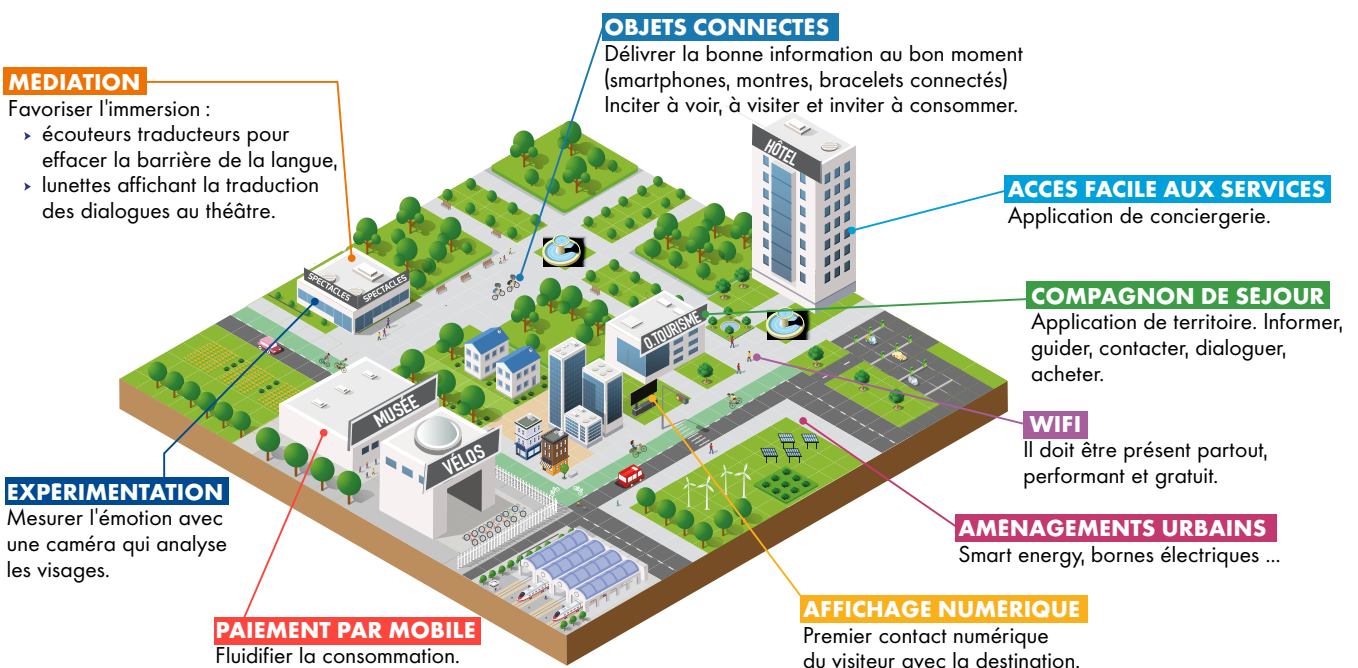 OBJETS CONNECTÉS
Délivrer la bonne information au bon moment
(smartphones, montres, bracelets connectés)
Inciter à voir, à visiter et inviter à consommer.
MEDIATION
Favoriser l'immersion :
› écouteurs traducteurs pour
effacer la barrière de la langue,
› lunettes affichant la traduction
des dialogues au théâtre.
HÔTEL
ACCES FACILE AUX SERVICES
Application de conciergerie.
SPECTACLES SPECTACLES
COMPAGNON DE SEJOUR
Application de territoire. Informer,
guider, contacter, dialoguer,
acheter.
O.TOURISME
MUSÉE
VÉLOS
WIFI
Il doit être présent partout,
performant et gratuit.
EXPERIMENTATION
Mesurer l'émotion avec
une caméra qui analyse
les visages.
AMENAGEMENTS URBAINS
Smart energy, bornes électriques ...
AFFICHAGE NUMÉRIQUE
Premier contact numérique
du visiteur avec la destination.
PAIEMENT PAR MOBILE
Fluidifier la consommation.